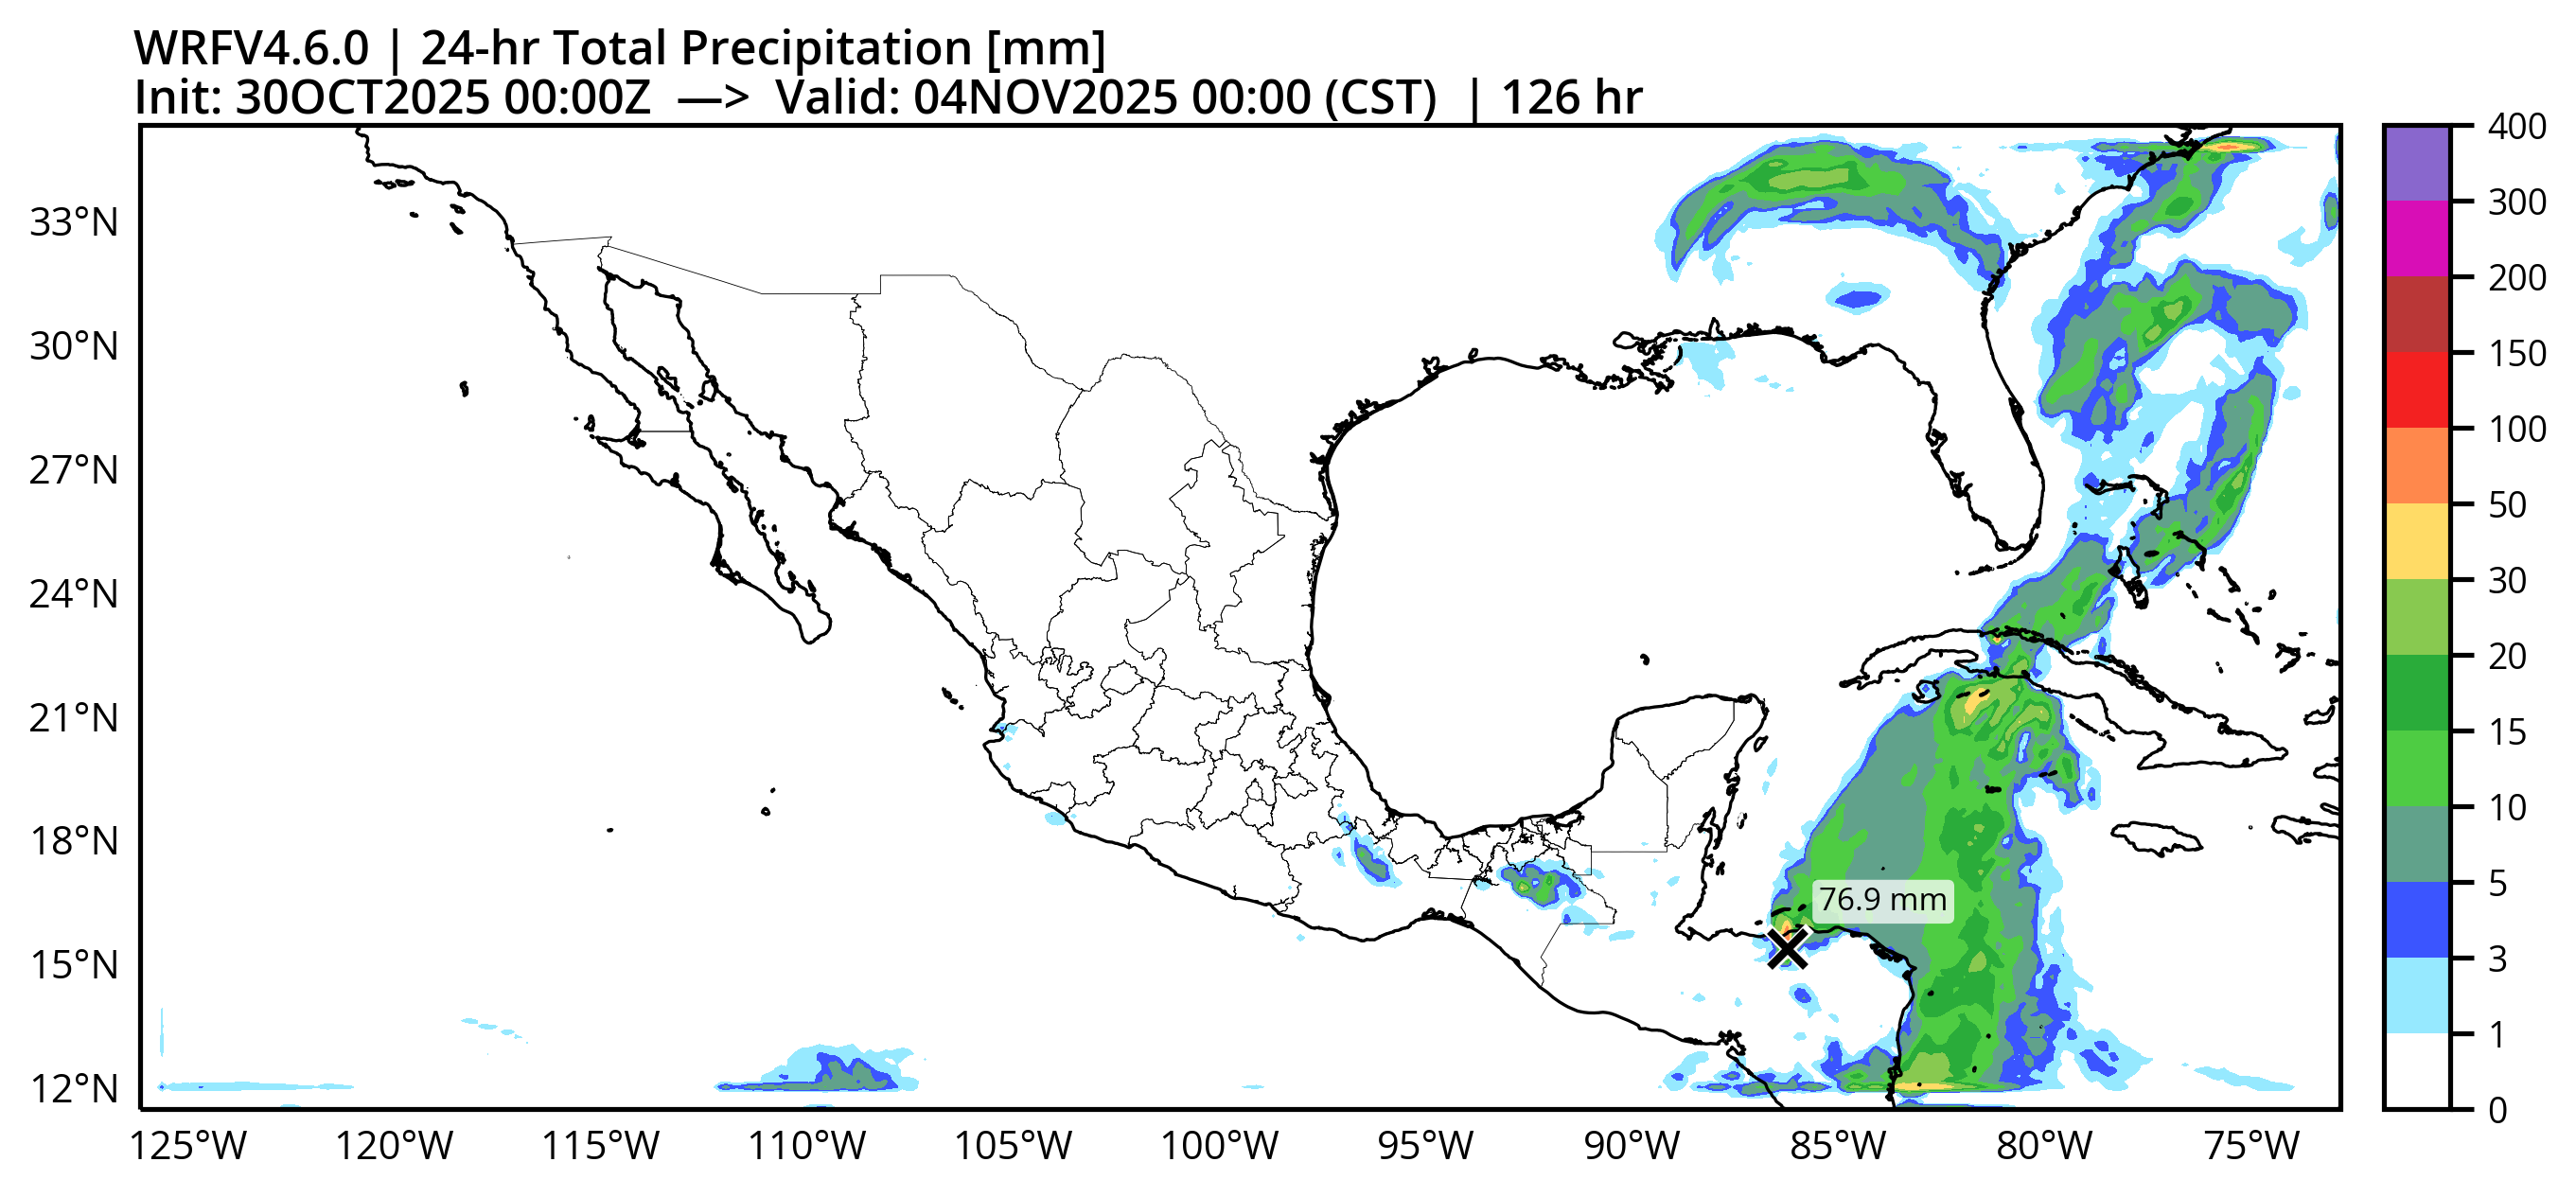 WRFV4.6.0 | 24-hr Total Precipitation [mm]
Init: 30OCT2025 00:00Z —> Valid: 04NOV2025 00:00 (CST) | 126 hr
33°N
30°N
27°N
24°N
21°N
18°N
15°N
12°N
76.9 mm
125°W
120°W
115°W
110°W
105°W
100°W
95°W
90°W
85°W
80°W
75°W
400
300
200
150
100
50
30
20
15
10
5
3
1
0